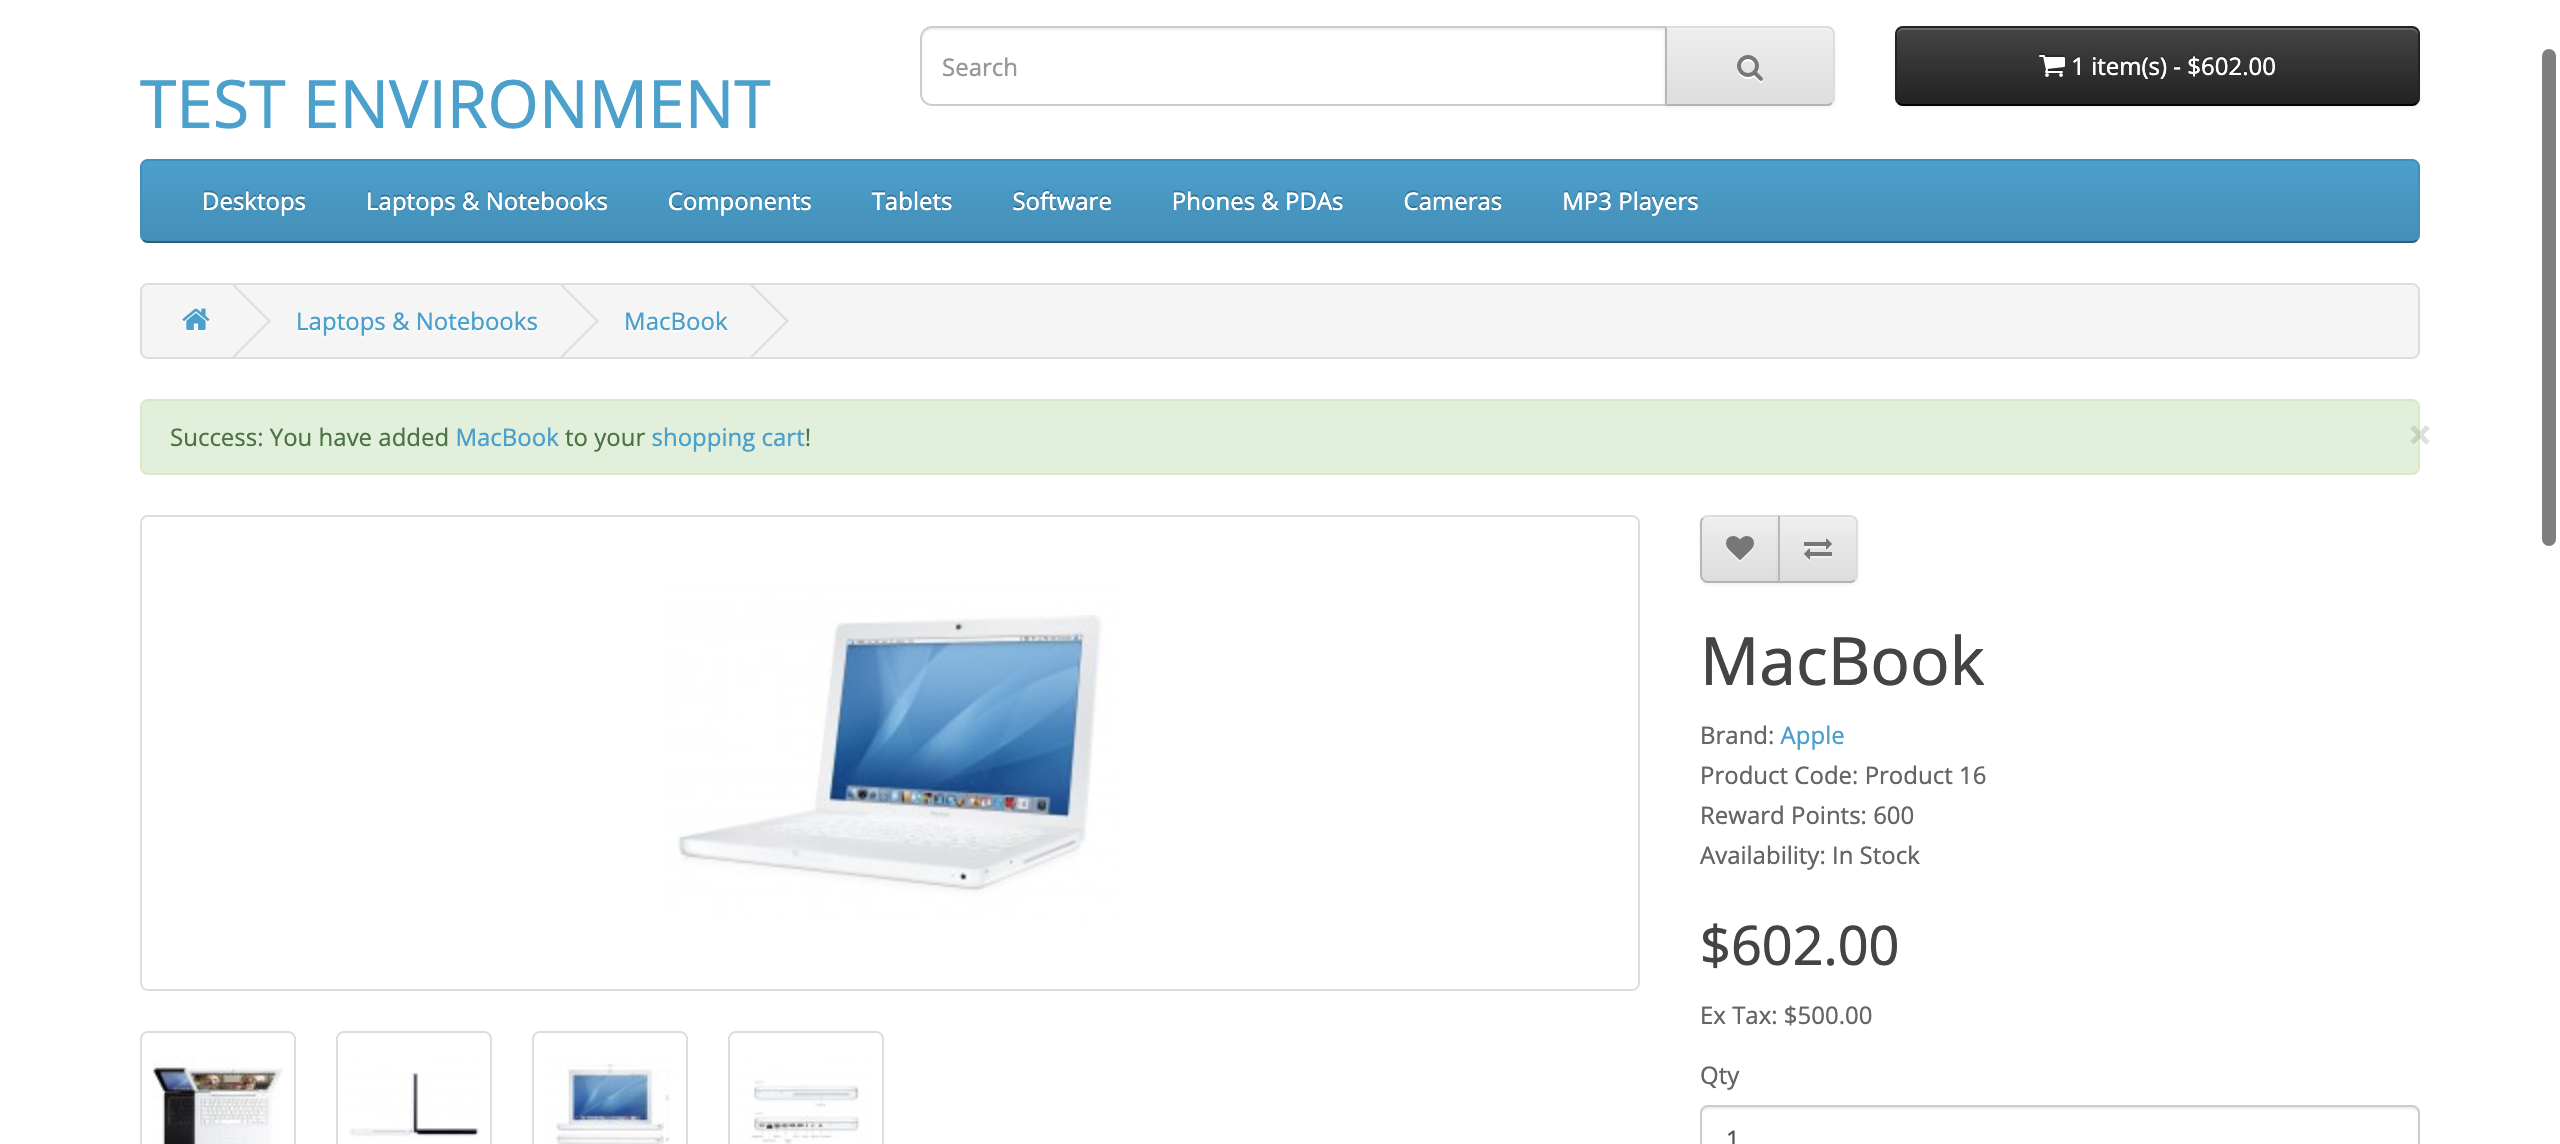 Search
1 item(s) - $602.00
TEST ENVIRONMENT
Desktops Laptops & Notebooks Components Tablets Software Phones & PDAs Cameras MP3 Players
Laptops & Notebooks MacBook
Success: You have added MacBook to your shopping cart!
×
MacBook
Brand: Apple
Product Code: Product 16
Reward Points: 600
Availability: In Stock
$602.00
Ex Tax: $500.00
Qty
1